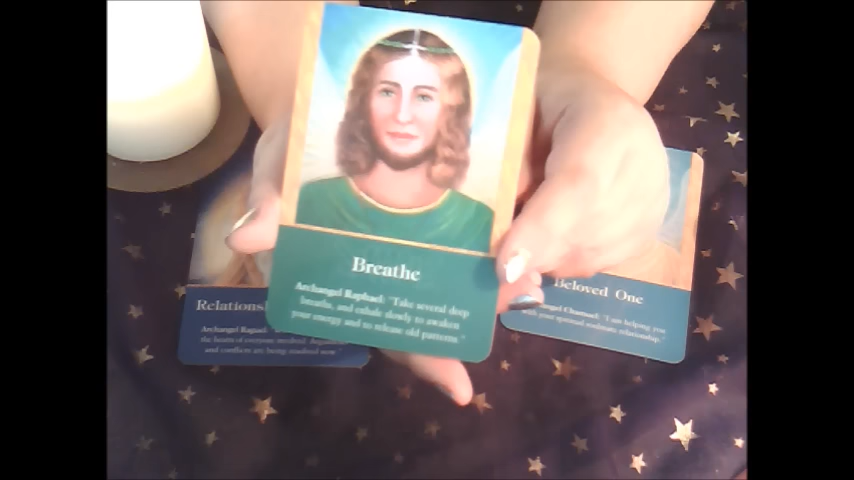 Breathe
Archangel Raphael: "Take several deep
breaths, and exhale slowly to awaken
your energy and to release old patterns."
Relations
Archangel Raguel:
the hearts of everyone involved.
and conflicts are being resolved now."
Beloved One
Chamuel: "I am helping you
with your spiritual soulmate relationship."